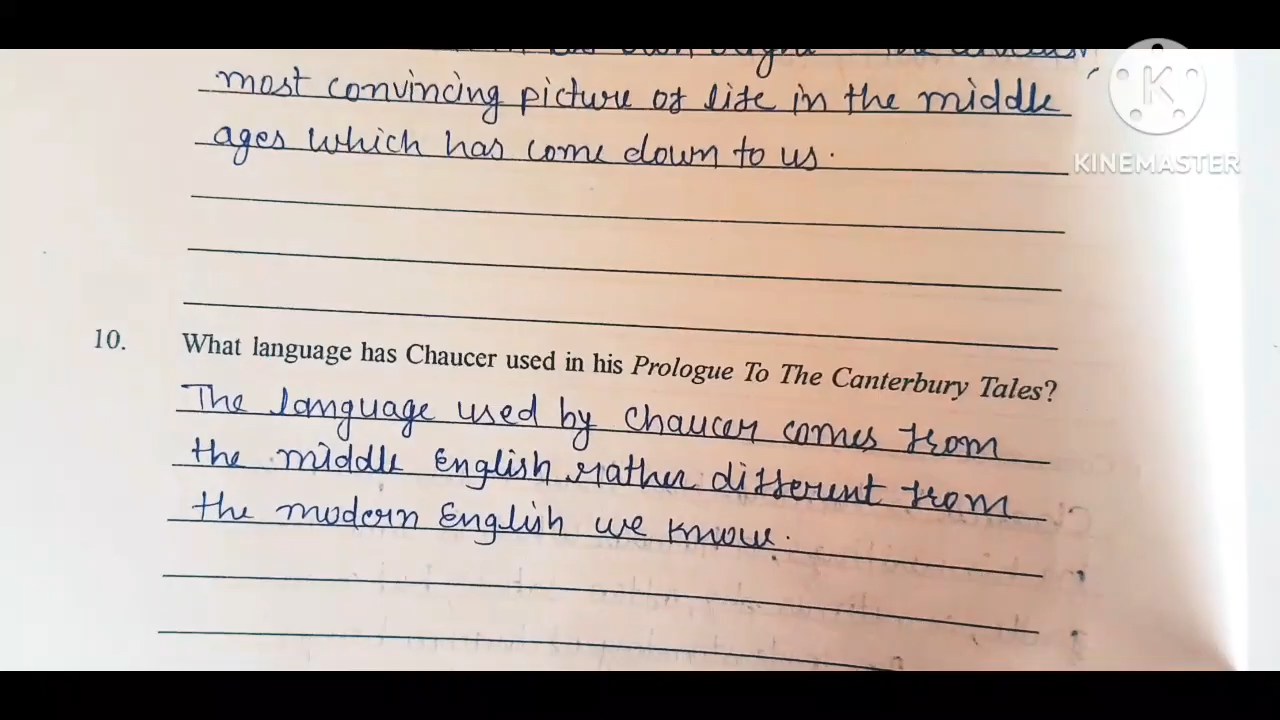 most convincing picture of life in the middle
K
KINEMASTER
ages which has come down to us.
10. What language has Chaucer used in his Prologue To The Canterbury Tales?
The language used by Chaucer comes from
the middle English rather different from
the modern English we know.